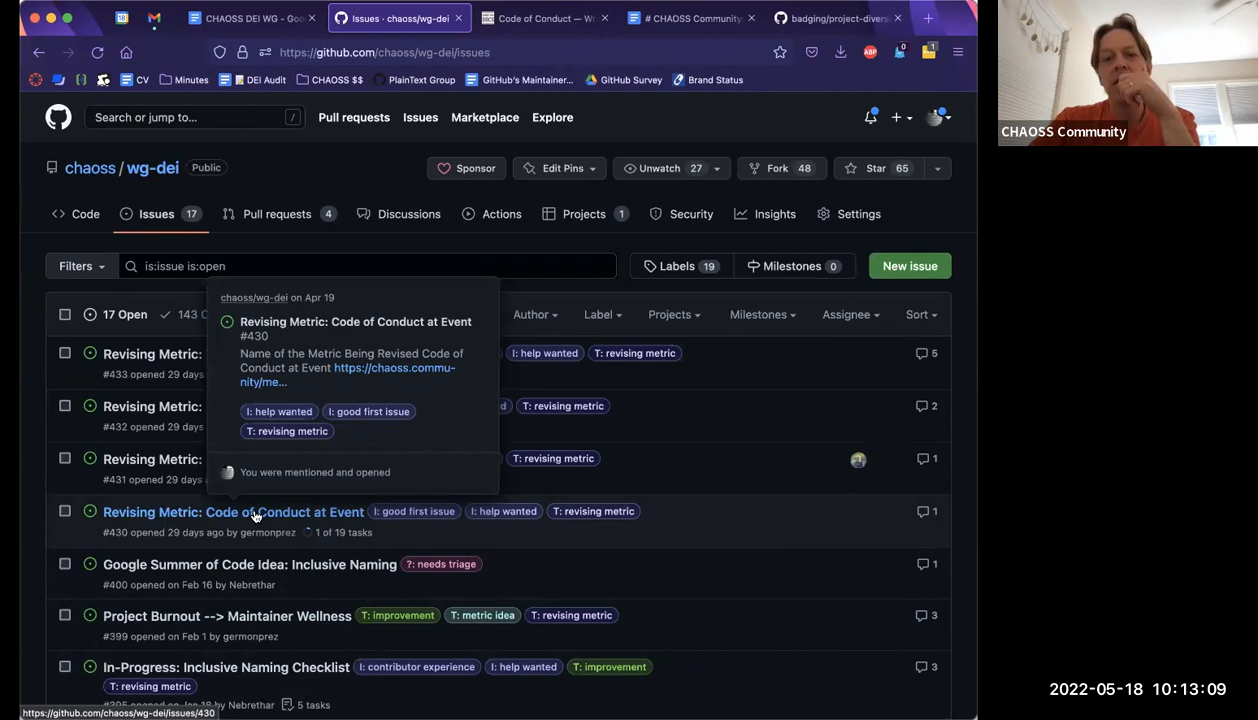 CHAOSS DEI WG - Goo
Issues · chaoss/wg-dei
Code of Conduct — Wr
# CHAOSS Community:
badging/project-divers
https://github.com/chaoss/wg-dei/issues
CV
Minutes
DEI Audit
CHAOSS $$
PlainText Group
GitHub's Maintainer...
GitHub Survey
Brand Status
Search or jump to...
/
Pull requests
Issues
Marketplace
Explore
CHAOSS Community
chaoss / wg-dei
Public
Sponsor
Edit Pins
Unwatch 27
Fork 48
Star 65
Code
Issues 17
Pull requests 4
Discussions
Actions
Projects 1
Security
Insights
Settings
Filters
is:issue is:open
Labels 19
Milestones 0
New issue
17 Open
143 C
Author
Label
Projects
Milestones
Assignee
Sort
chaoss/wg-dei on Apr 19
Revising Metric: Code of Conduct at Event
#430
Name of the Metric Being Revised Code of
Conduct at Event https://chaoss.commu-
nity/me...
I: help wanted
I: good first issue
T: revising metric
You were mentioned and opened
Revising Metric:
I: help wanted
T: revising metric
5
#433 opened 29 days
Revising Metric:
d
T: revising metric
2
#432 opened 29 days
Revising Metric:
T: revising metric
1
#431 opened 29 days
Revising Metric: Code of Conduct at Event
I: good first issue
I: help wanted
T: revising metric
1
#430 opened 29 days ago by germonprez
1 of 19 tasks
Google Summer of Code Idea: Inclusive Naming
?: needs triage
1
#400 opened on Feb 16 by Nebrethar
Project Burnout --> Maintainer Wellness
T: improvement
T: metric idea
T: revising metric
3
#399 opened on Feb 1 by germonprez
In-Progress: Inclusive Naming Checklist
I: contributor experience
I: help wanted
T: improvement
3
T: revising metric
#395 opened on Jan 18 by Nebrethar
5 tasks
https://github.com/chaoss/wg-dei/issues/430
2022-05-18 10:13:09